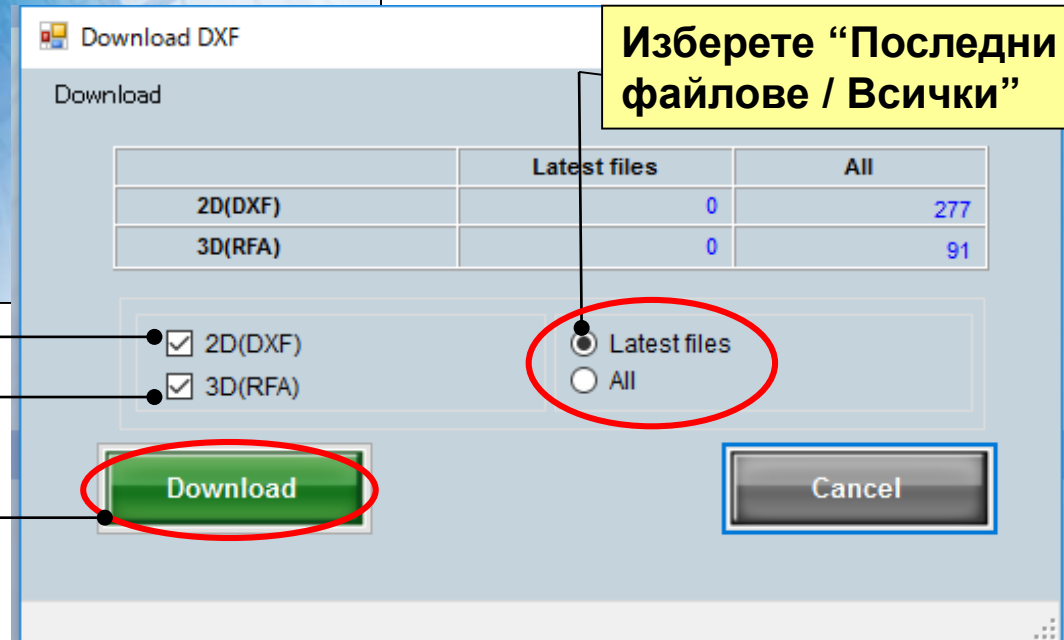 Download DXF
Изберете “Последни
файлове / Всички”
Download
Latest files All
2D(DXF) 0 277
3D(RFA) 0 91
2D(DXF) Latest files
3D(RFA) All
Download Cancel